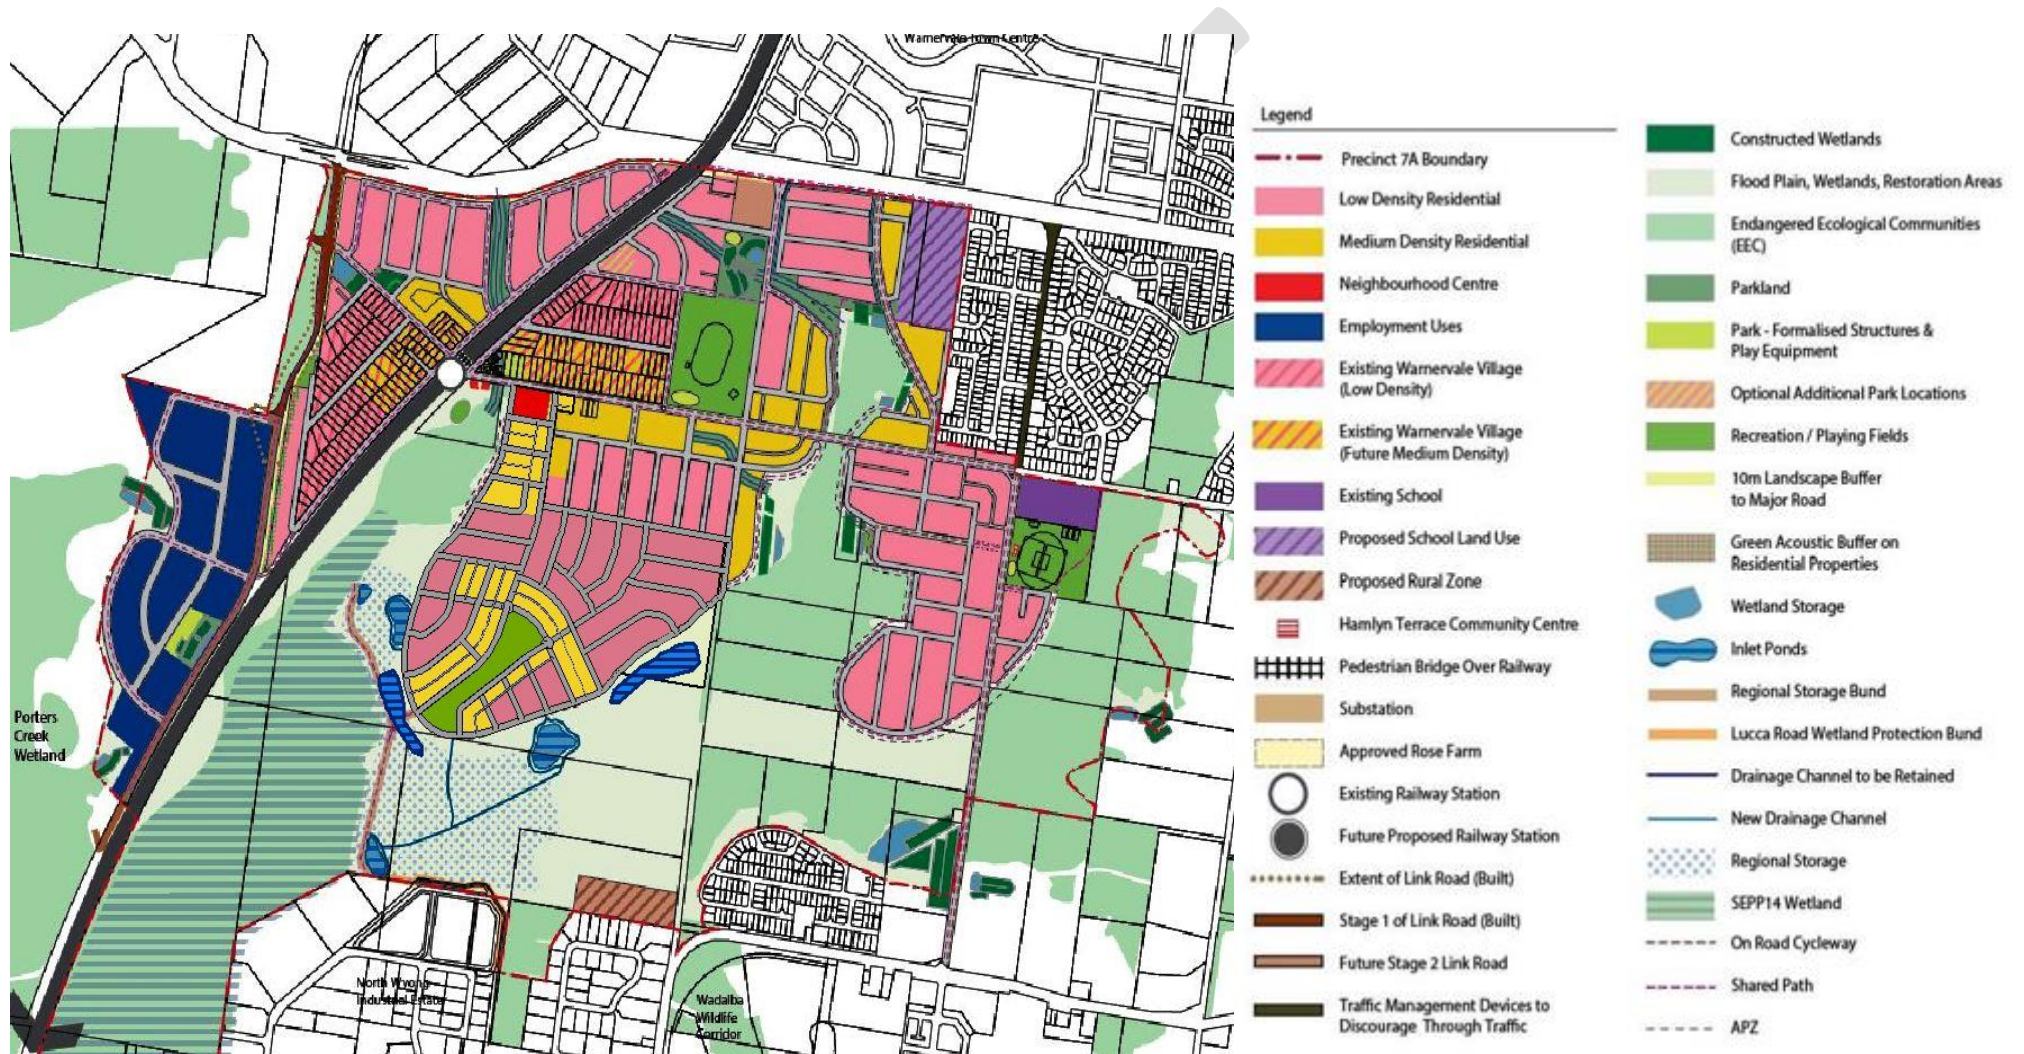 Warnervale Town Centre
Porters
Creek
Wetland
North Wyong
Industrial Estate
Wadalba
Wildlife
Corridor
Legend
Precinct 7A Boundary
Low Density Residential
Medium Density Residential
Neighbourhood Centre
Employment Uses
Existing Warnervale Village
(Low Density)
Existing Warnervale Village
(Future Medium Density)
Existing School
Proposed School Land Use
Proposed Rural Zone
Hamlyn Terrace Community Centre
Pedestrian Bridge Over Railway
Substation
Approved Rose Farm
Existing Railway Station
Future Proposed Railway Station
Extent of Link Road (Built)
Stage 1 of Link Road (Built)
Future Stage 2 Link Road
Traffic Management Devices to
Discourage Through Traffic
Constructed Wetlands
Flood Plain, Wetlands, Restoration Areas
Endangered Ecological Communities
(EEC)
Parkland
Park - Formalised Structures &
Play Equipment
Optional Additional Park Locations
Recreation / Playing Fields
10m Landscape Buffer
to Major Road
Green Acoustic Buffer on
Residential Properties
Wetland Storage
Inlet Ponds
Regional Storage Bund
Lucca Road Wetland Protection Bund
Drainage Channel to be Retained
New Drainage Channel
Regional Storage
SEPP14 Wetland
On Road Cycleway
Shared Path
APZ